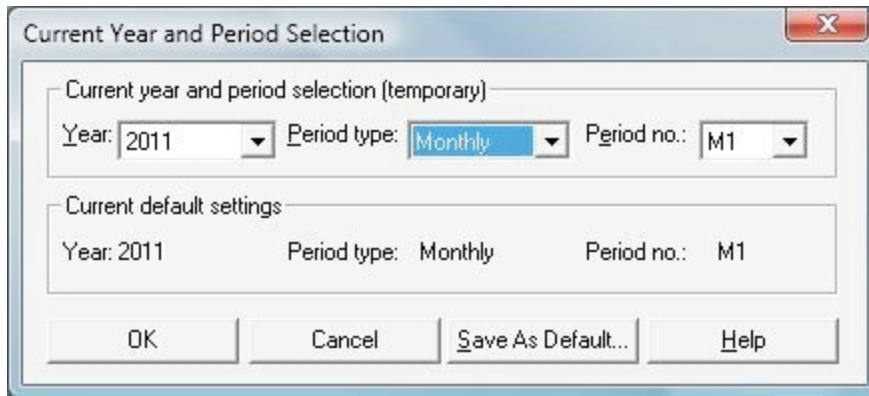 Current Year and Period Selection
Current year and period selection (temporary)
Year: 2011 Period type: Monthly Period no.: M1
Current default settings
Year: 2011 Period type: Monthly Period no.: M1
OK Cancel Save As Default... Help